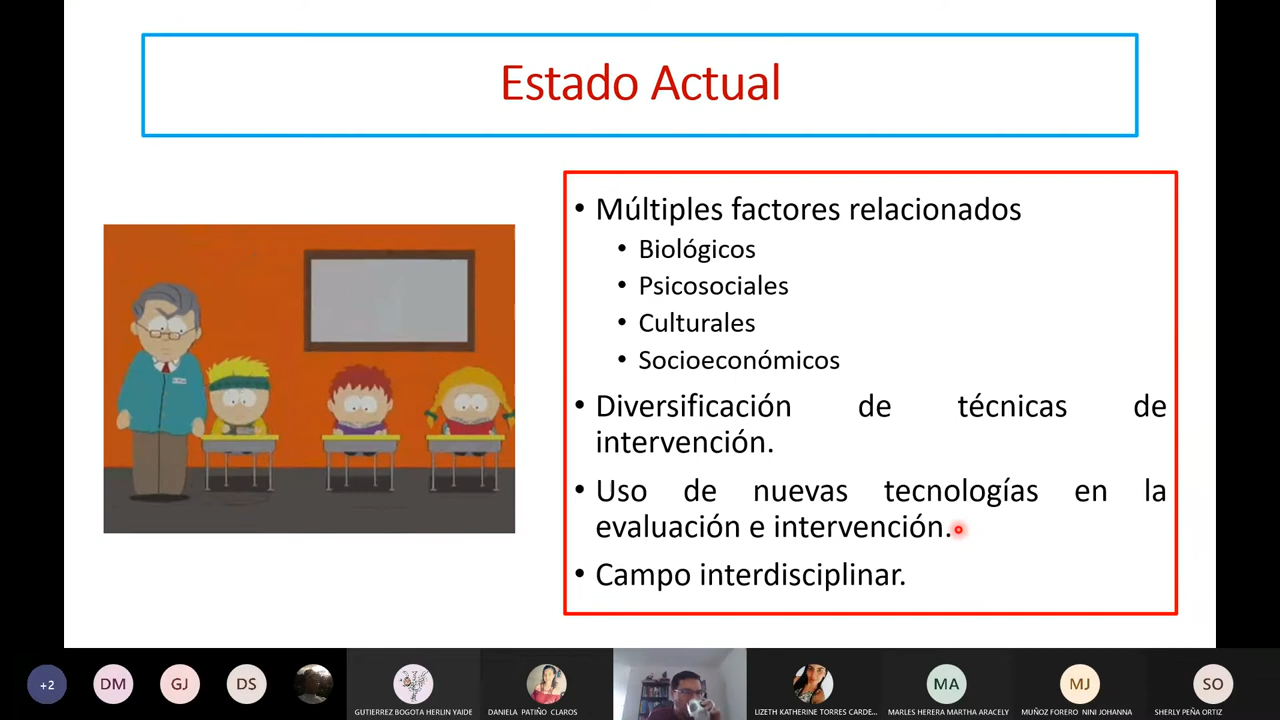 Estado Actual
• Múltiples factores relacionados
• Biológicos
• Psicosociales
• Culturales
• Socioeconómicos
• Diversificación de técnicas de
intervención.
• Uso de nuevas tecnologías en la
evaluación e intervención.
• Campo interdisciplinar.
+2
DM
GJ
DS
GUTIERREZ BOGOTA HERLIN YAIDE
DANIELA PATIÑO CLAROS
LIZETH KATHERINE TORRES CARDE...
MA
MARLES HERERA MARTHA ARACELY
MJ
MUÑOZ FORERO NINI JOHANNA
SO
SHERLY PEÑA ORTIZ